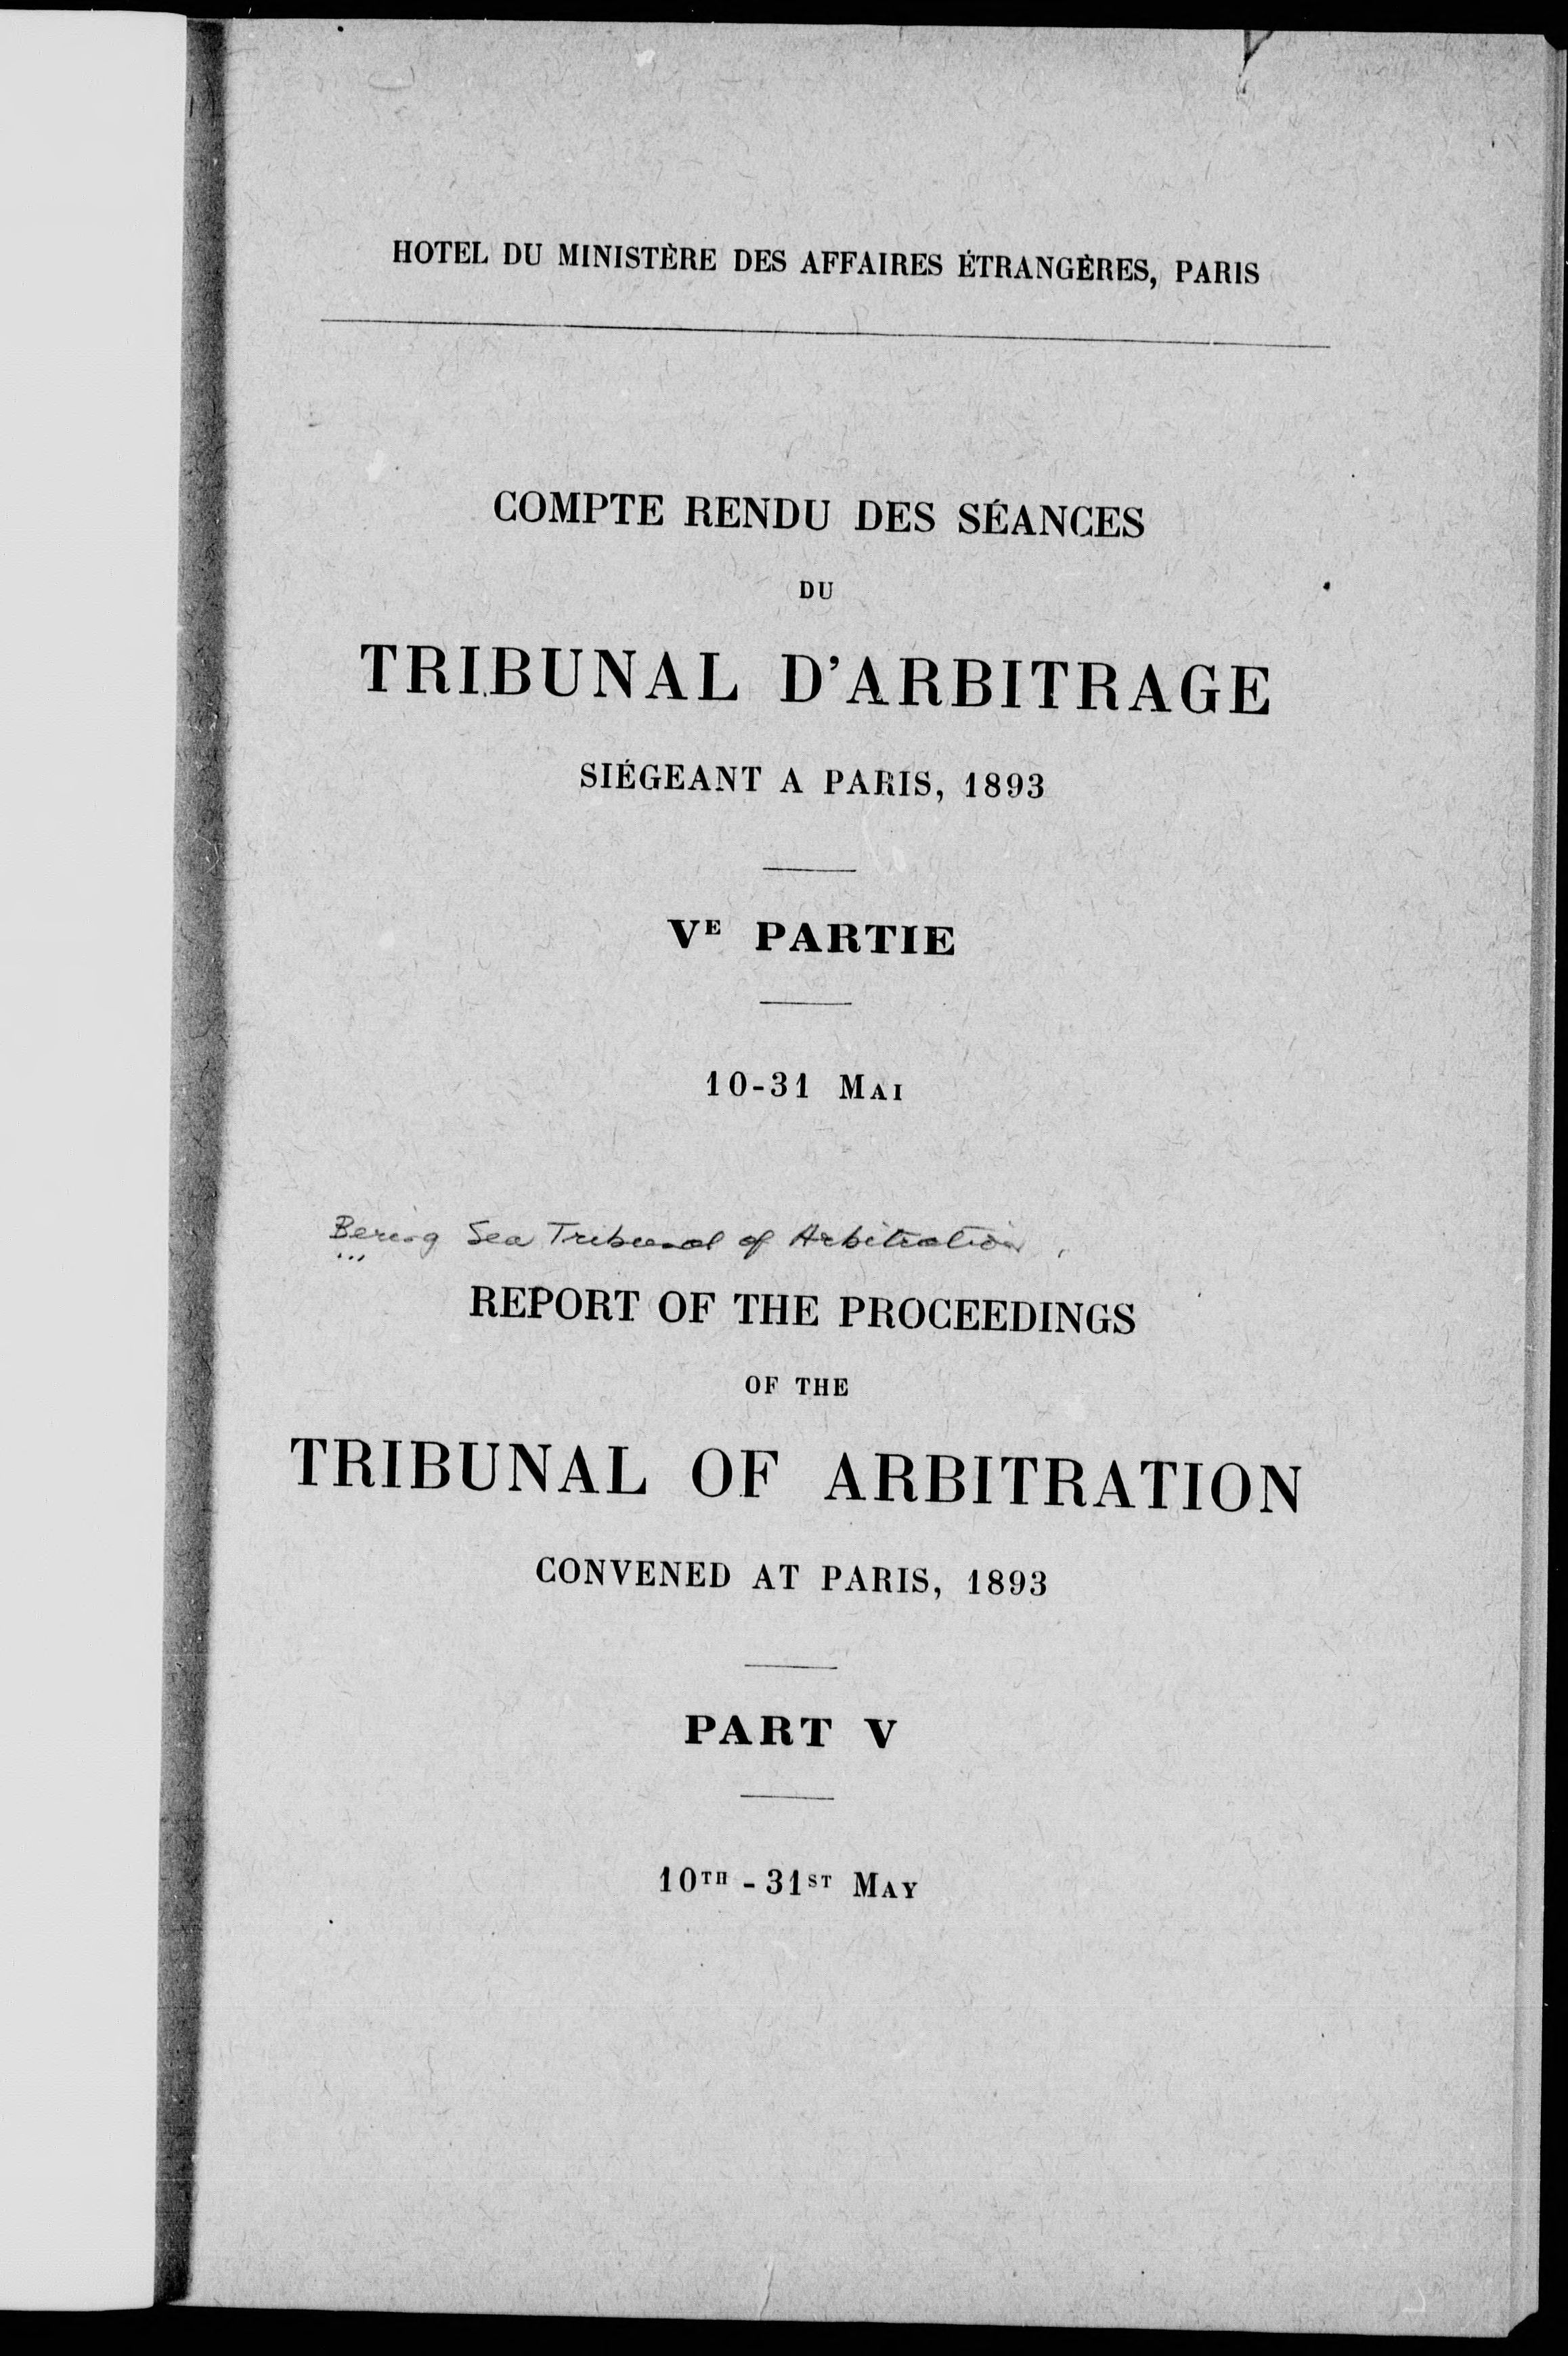 HOTEL DU MINISTÈRE DES AFFAIRES ÉTRANGÈRES, PARIS
COMPTE RENDU DES SÉANCES
DU
TRIBUNAL D'ARBITRAGE
SIÉGEANT A PARIS, 1893
VE PARTIE
10-31 MAI
Bering Sea Tribunal of Arbitration,
REPORT OF THE PROCEEDINGS
OF THE
TRIBUNAL OF ARBITRATION
CONVENED AT PARIS, 1893
PART V
10TH - 31ST MAY